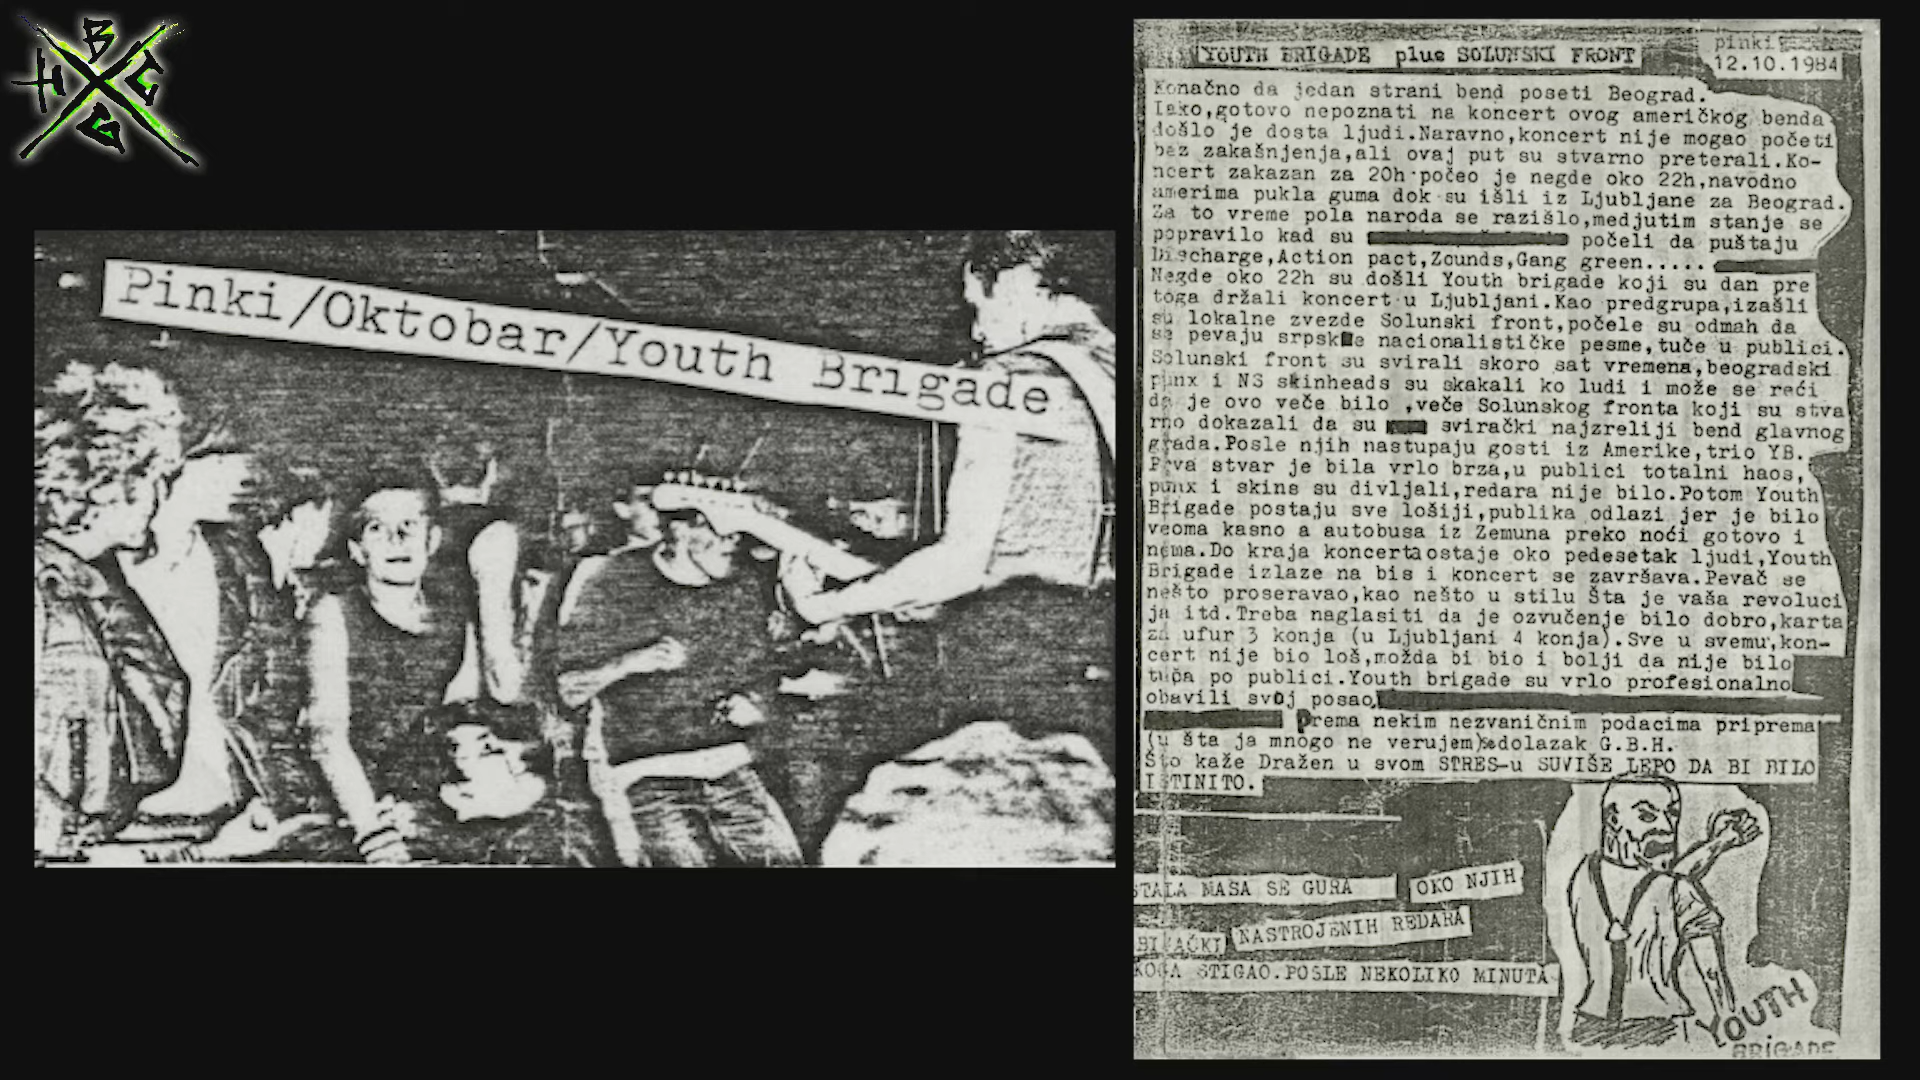 B
H C
G
Pinki/Oktobar/Youth Brigade
YOUTH BRIGADE plus SOLUNSKI FRONT
pinki
12.10.1984
Konačno da jedan strani bend poseti Beograd.
Iako,gotovo nepoznati na koncert ovog američkog benda
došlo je dosta ljudi.Naravno,koncert nije mogao početi
bez zakašnjenja,ali ovaj put su stvarno preterali.Ko-
ncert zakazan za 20h počeo je negde oko 22h,navodno
amerima pukla guma dok su išli iz Ljubljane za Beograd.
Za to vreme pola naroda se razišlo,medjutim stanje se
popravilo kad su počeli da puštaju
Discharge,Action pact,Zounds,Gang green.....
Negde oko 22h su došli Youth brigade koji su dan pre
toga držali koncert u Ljubljani.Kao predgrupa,izašli
su lokalne zvezde Solunski front,počele su odmah da
se pevaju srpske nacionalističke pesme,tuče u publici.
Solunski front su svirali skoro sat vremena,beogradski
punx i NS skinheads su skakali ko ludi i može se reći
da je ovo veče bilo ,veče Solunskog fronta koji su stva
rno dokazali da su svirački najzreliji bend glavnog
grada.Posle njih nastupaju gosti iz Amerike,trio YB.
Prva stvar je bila vrlo brza,u publici totalni haos,
punx i skins su divljali,redara nije bilo.Potom Youth
Brigade postaju sve lošiji,publika odlazi jer je bilo
veoma kasno a autobusa iz Zemuna preko noći gotovo i
nema.Do kraja koncerta ostaje oko pedesetak ljudi,Youth
Brigade izlaze na bis i koncert se završava.Pevač se
nešto proseravao,kao nešto u stilu Šta je vaša revoluci
ja itd.Treba naglasiti da je ozvučenje bilo dobro,karta
za ufur 3 konja (u Ljubljani 4 konja).Sve u svemu,kon-
cert nije bio loš,možda bi bio i bolji da nije bilo
tuča po publici.Youth brigade su vrlo profesionalno
obavili svoj posao,
Prema nekim nezvaničnim podacima priprema
(u šta ja mnogo ne verujem)se dolazak G.B.H.
Što kaže Dražen u svom STRES-u SUVIŠE LEPO DA BI BILO
ISTINITO.
STALA MASA SE GURA OKO NJIH
NASTROJENIH REDARA
KOGA STIGAO.POSLE NEKOLIKO MINUTA
YOUTH
BRIGADE